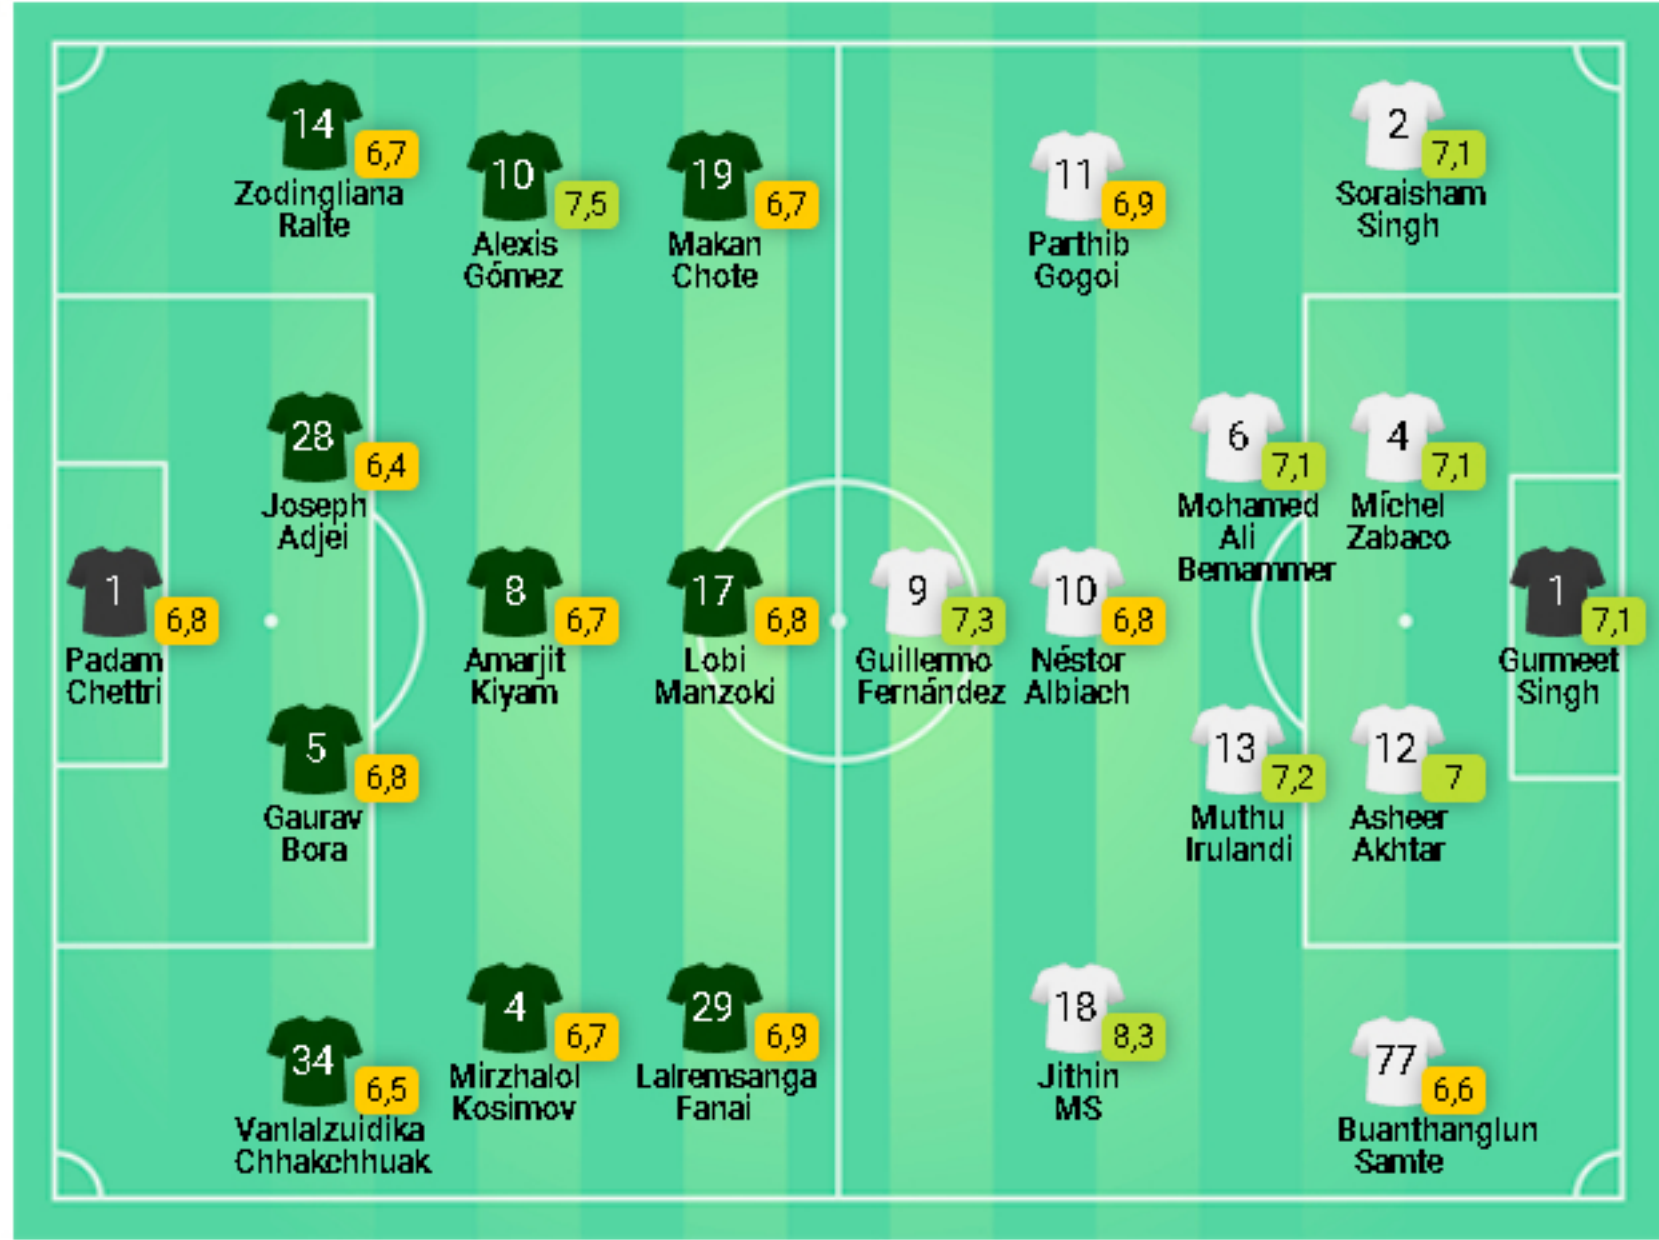 14
6,7
Zodingliana
Ralte
10
7,5
Alexis
Gómez
19
6,7
Makan
Chote
11
6,9
Parthib
Gogoi
2
7,1
Soraisham
Singh
28
6,4
Joseph
Adjei
6
7,1
Mohamed
Ali
Bemammer
4
7,1
Míchel
Zabaco
1
6,8
Padam
Chettri
8
6,7
Amarjit
Kiyam
17
6,8
Lobi
Manzoki
9
7,3
Guillermo
Fernández
10
6,8
Néstor
Albiach
1
7,1
Gurmeet
Singh
5
6,8
Gaurav
Bora
13
7,2
Muthu
Irulandi
12
7
Asheer
Akhtar
34
6,5
Vanlalzuidika
Chhakchhuak
4
6,7
Mirzhalol
Kosimov
29
6,9
Lalremsanga
Fanai
18
8,3
Jithin
MS
77
6,6
Buanthanglun
Samte